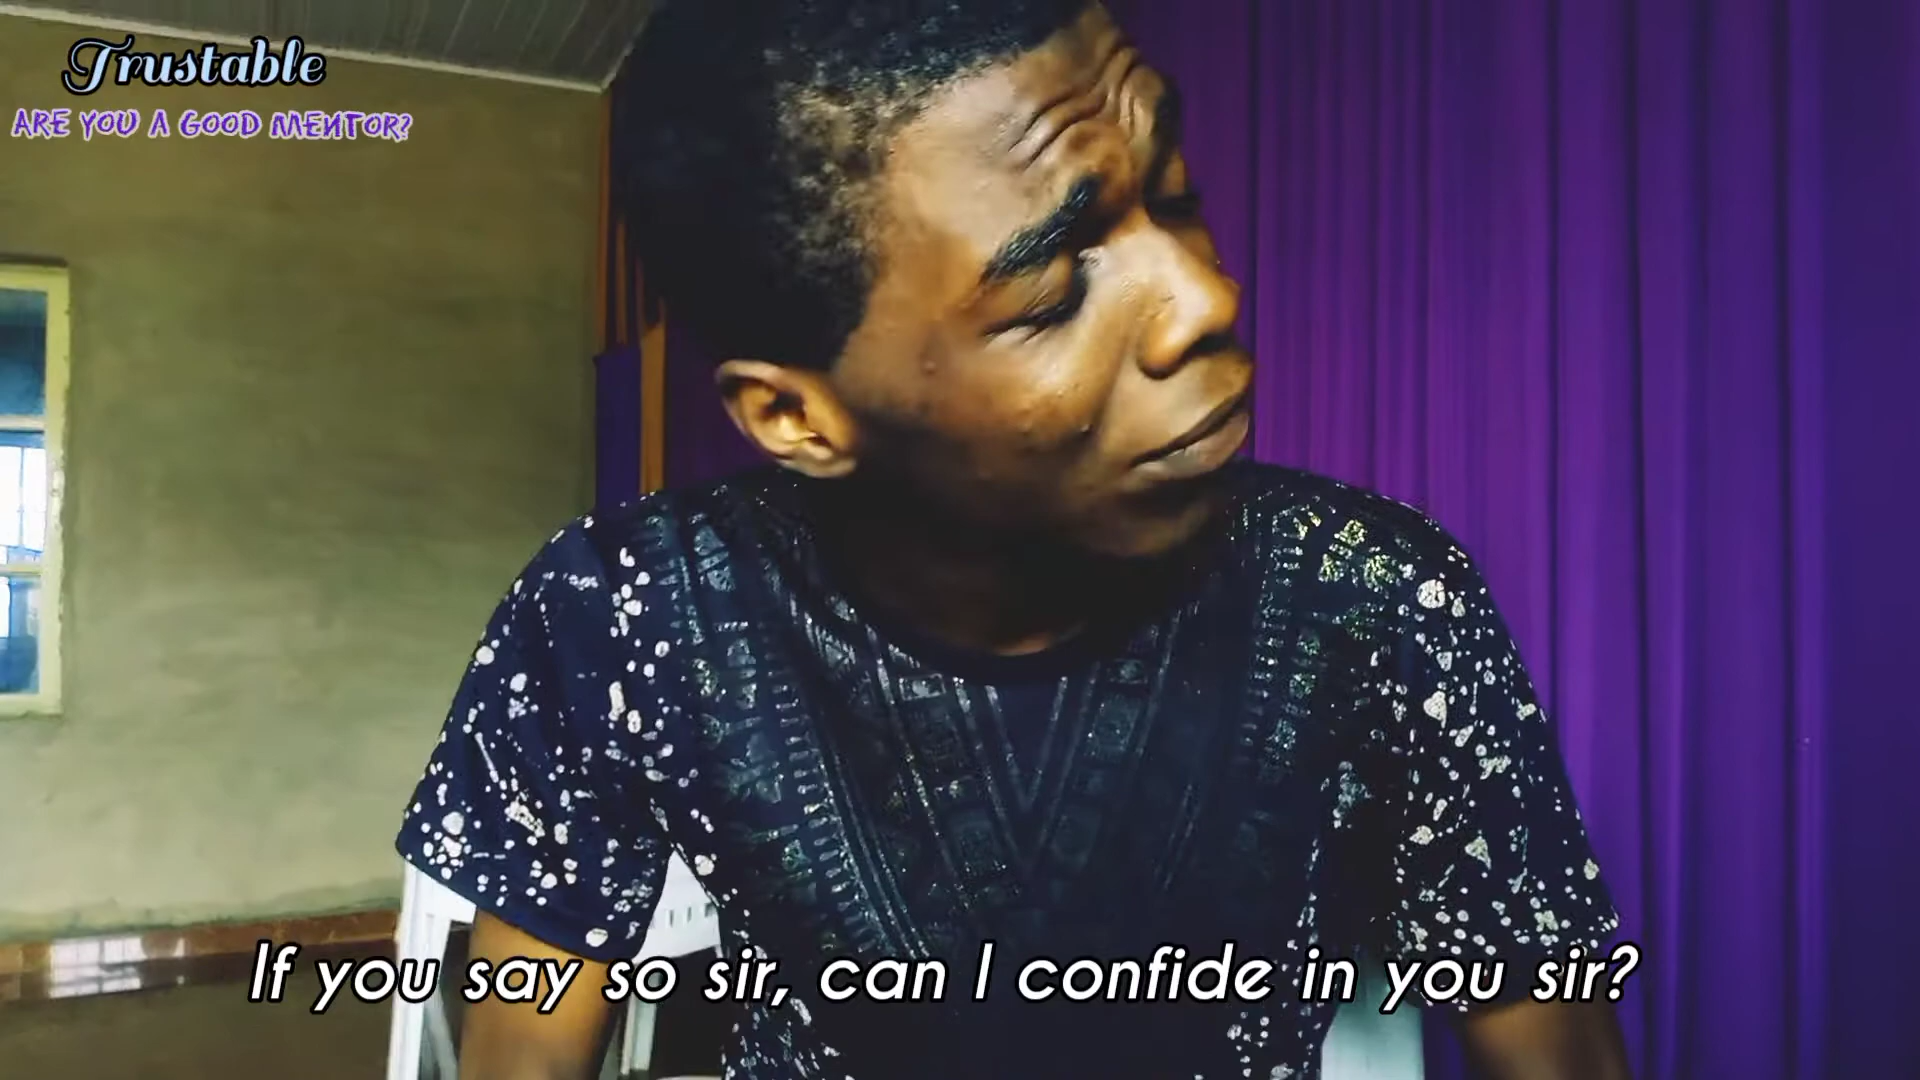 Trustable
ARE YOU A GOOD MENTOR?
If you say so sir, can I confide in you sir?